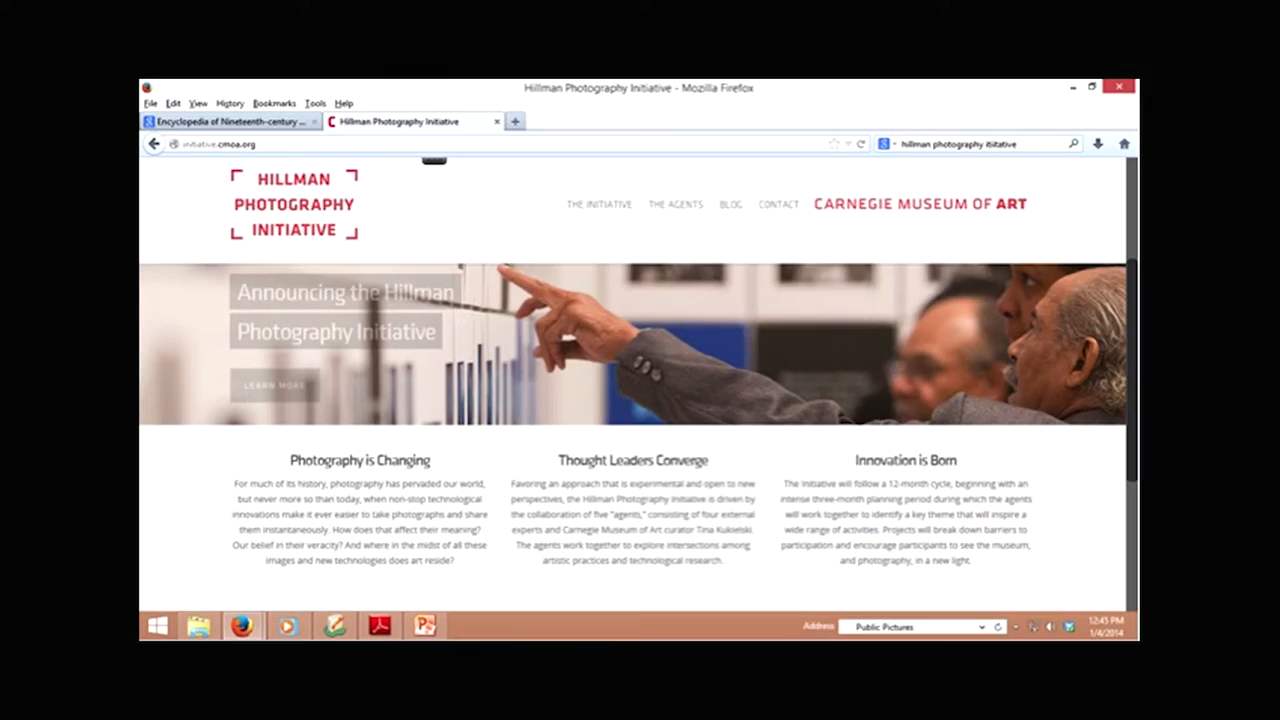 Hillman Photography Initiative - Mozilla Firefox
File Edit View History Bookmarks Tools Help
Encyclopedia of Nineteenth-century ... Hillman Photography Initiative
initiative.cmoa.org hillman photography itiitative
HILLMAN
PHOTOGRAPHY
INITIATIVE
THE INITIATIVE THE AGENTS BLOG CONTACT CARNEGIE MUSEUM OF ART
Announcing the Hillman
Photography Initiative
LEARN MORE
Photography is Changing
For much of its history, photography has pervaded our world,
but never more so than today, when non-stop technological
innovations make it ever easier to take photographs and share
them instantaneously. How does that affect their meaning?
Our belief in their veracity? And where in the midst of all these
images and new technologies does art reside?
Thought Leaders Converge
Favoring an approach that is experimental and open to new
perspectives, the Hillman Photography Initiative is driven by
the collaboration of five "agents," consisting of four external
experts and Carnegie Museum of Art curator Tina Kukielski.
The agents work together to explore intersections among
artistic practices and technological research.
Innovation is Born
The Initiative will follow a 12-month cycle, beginning with an
intense three-month planning period during which the agents
will work together to identify a key theme that will inspire a
wide range of activities. Projects will break down barriers to
participation and encourage participants to see the museum,
and photography, in a new light.
Address Public Pictures
12:45 PM
1/4/2014